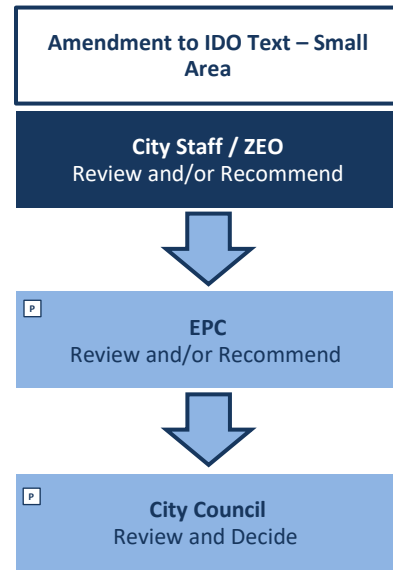 Amendment to IDO Text – Small
Area
City Staff / ZEO
Review and/or Recommend
P
EPC
Review and/or Recommend
P
City Council
Review and Decide